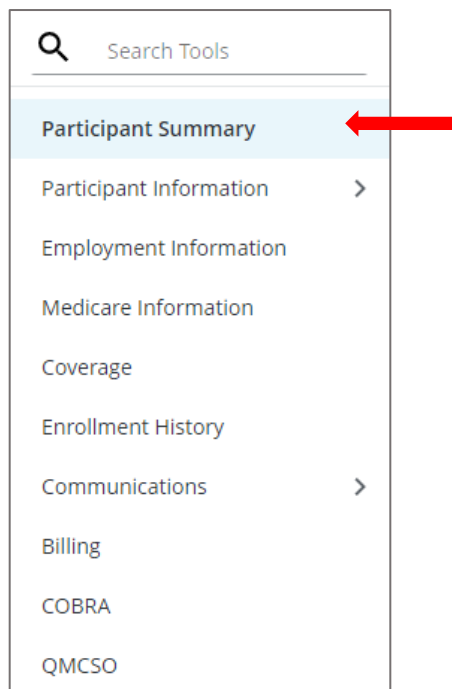 Search Tools
Participant Summary
Participant Information
Employment Information
Medicare Information
Coverage
Enrollment History
Communications
Billing
COBRA
QMCSO